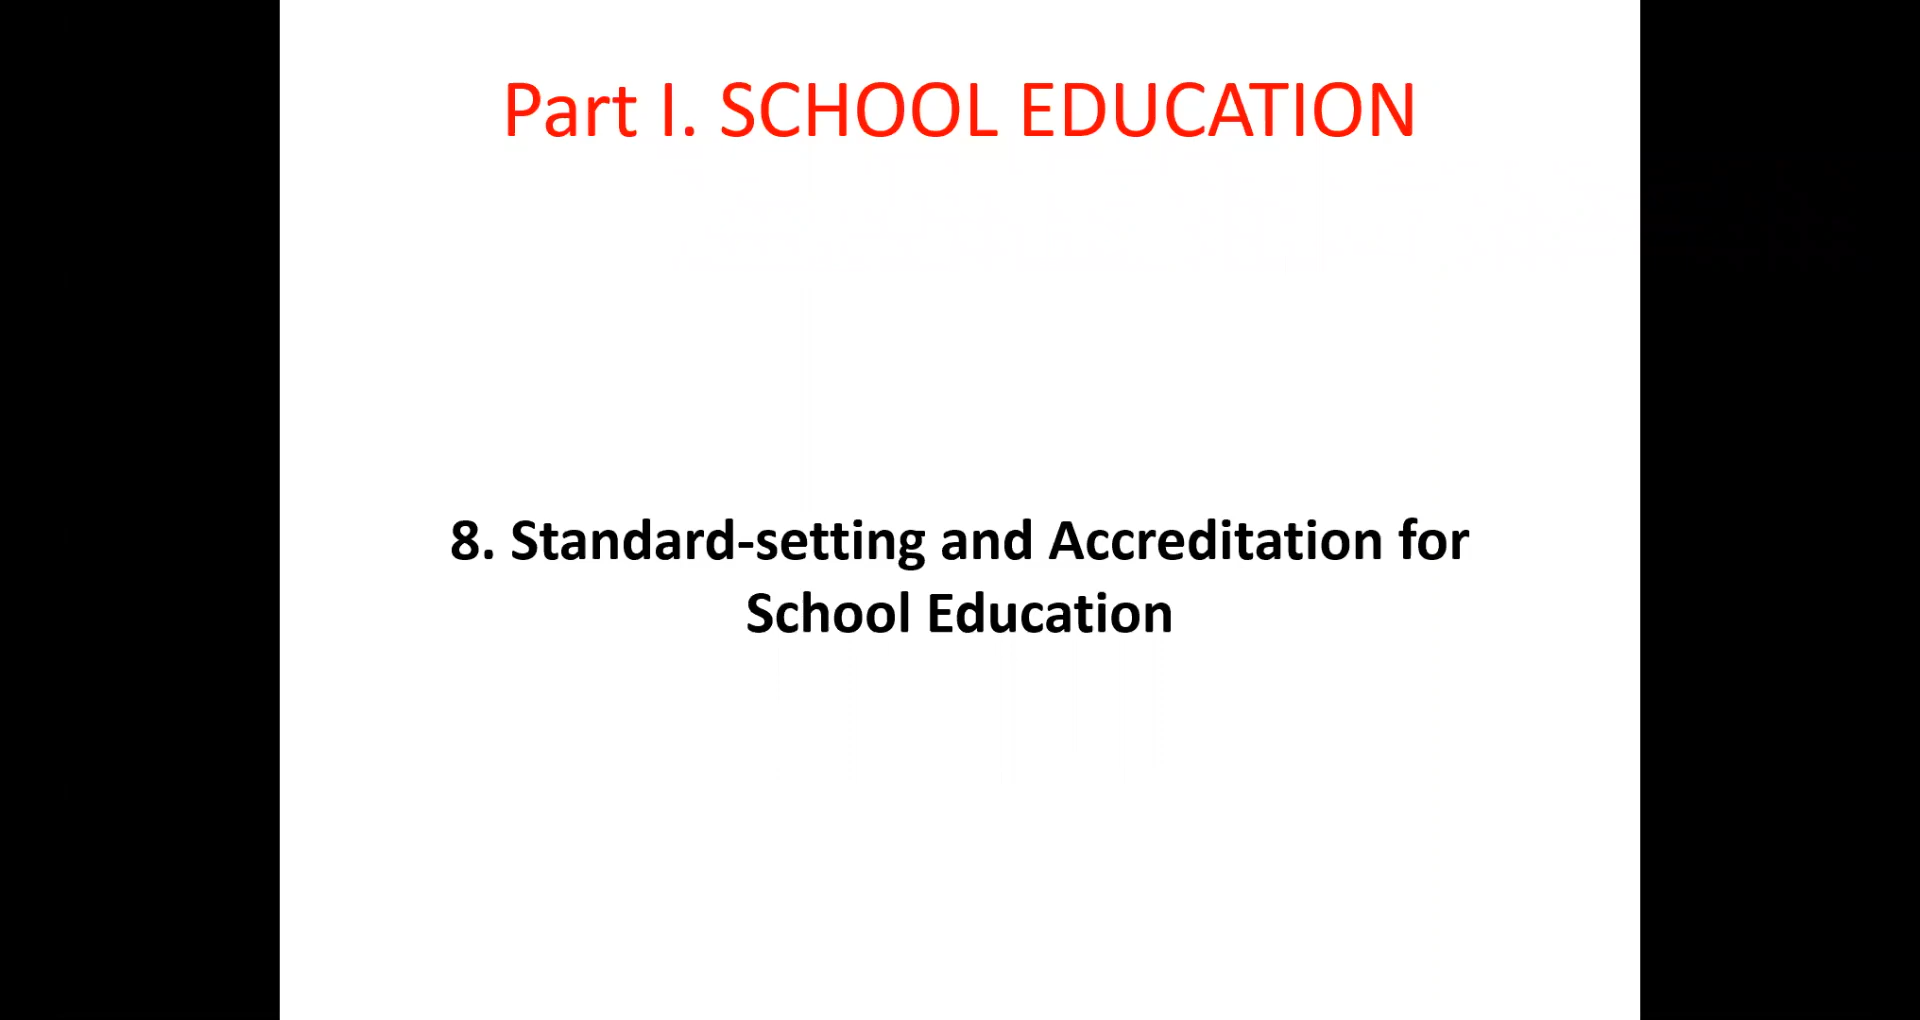 Part I. SCHOOL EDUCATION
8. Standard-setting and Accreditation for
School Education